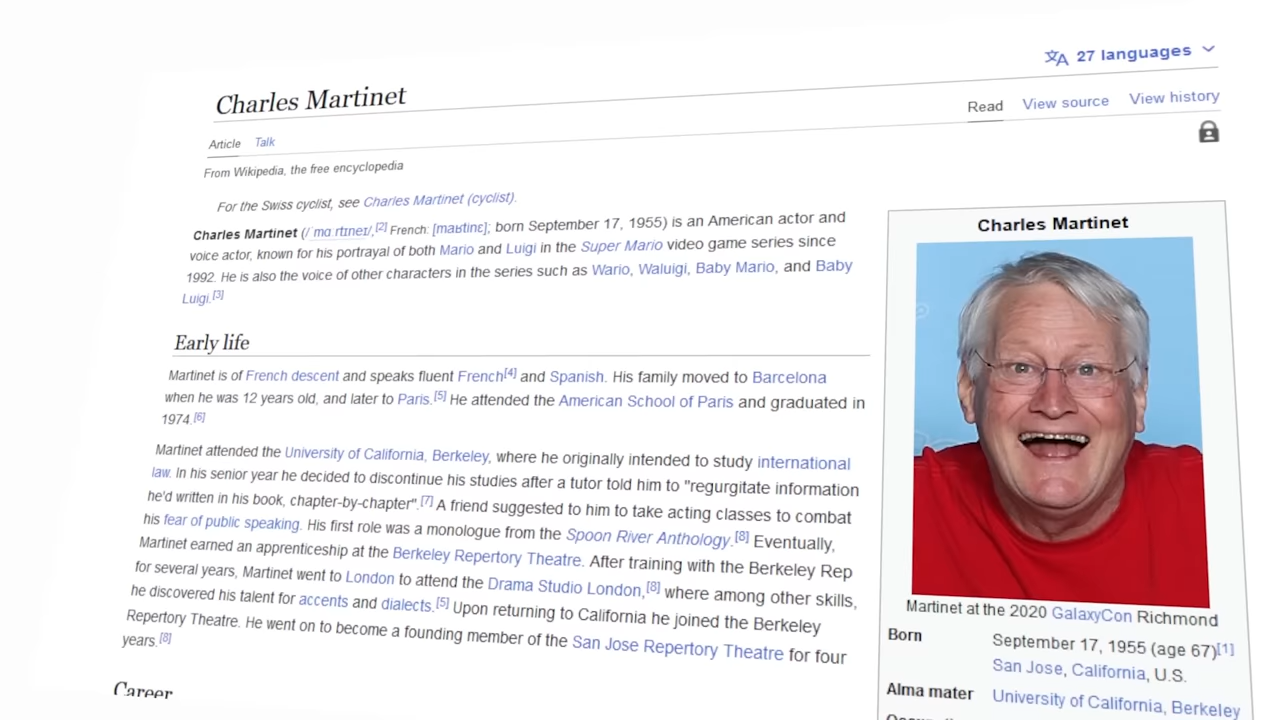 27 languages
Charles Martinet
Read View source View history
Article Talk
From Wikipedia, the free encyclopedia
For the Swiss cyclist, see Charles Martinet (cyclist).
Charles Martinet (/ˈmɑːrtɪneɪ/,[2] French: [maʁtinɛ]; born September 17, 1955) is an American actor and
voice actor, known for his portrayal of both Mario and Luigi in the Super Mario video game series since
1992. He is also the voice of other characters in the series such as Wario, Waluigi, Baby Mario, and Baby
Luigi.[3]
Early life
Martinet is of French descent and speaks fluent French[4] and Spanish. His family moved to Barcelona
when he was 12 years old, and later to Paris.[5] He attended the American School of Paris and graduated in
1974.[6]
Martinet attended the University of California, Berkeley, where he originally intended to study international
law. In his senior year he decided to discontinue his studies after a tutor told him to "regurgitate information
he'd written in his book, chapter-by-chapter".[7] A friend suggested to him to take acting classes to combat
his fear of public speaking. His first role was a monologue from the Spoon River Anthology.[8] Eventually,
Martinet earned an apprenticeship at the Berkeley Repertory Theatre. After training with the Berkeley Rep
for several years, Martinet went to London to attend the Drama Studio London,[8] where among other skills,
he discovered his talent for accents and dialects.[5] Upon returning to California he joined the Berkeley
Repertory Theatre. He went on to become a founding member of the San Jose Repertory Theatre for four
years.[8]
Career
Charles Martinet
Martinet at the 2020 GalaxyCon Richmond
Born September 17, 1955 (age 67)[1]
San Jose, California, U.S.
Alma mater University of California, Berkeley